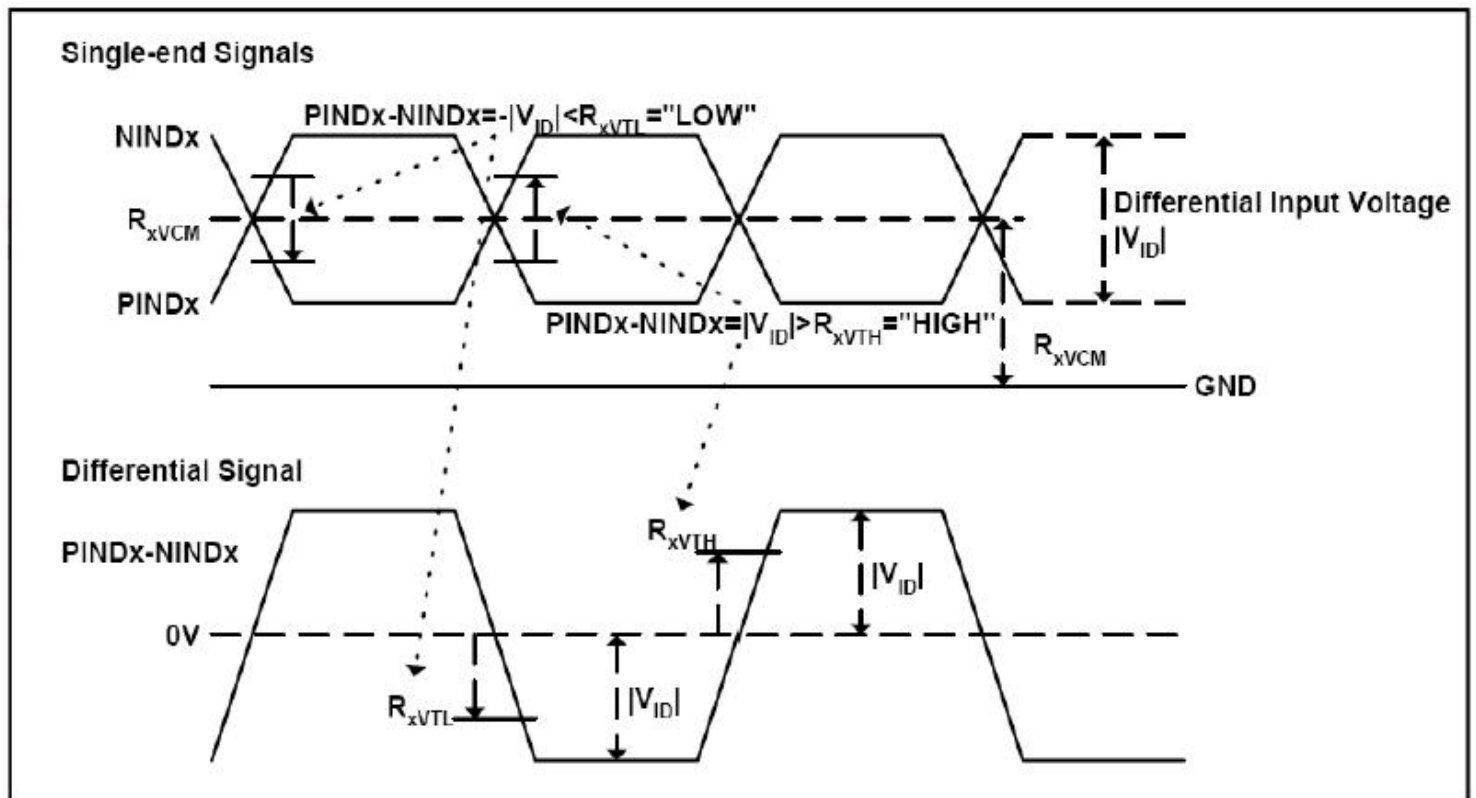 Single-end Signals
PINDx-NINDx=-|VID|<RxVTL="LOW"
NINDx
RxVCM
Differential Input Voltage
|VID|
PINDx
PINDx-NINDx=|VID|>RxVTH="HIGH"
RxVCM
GND
Differential Signal
RxVTH
PINDx-NINDx
|VID|
0V
RxVTL
|VID|